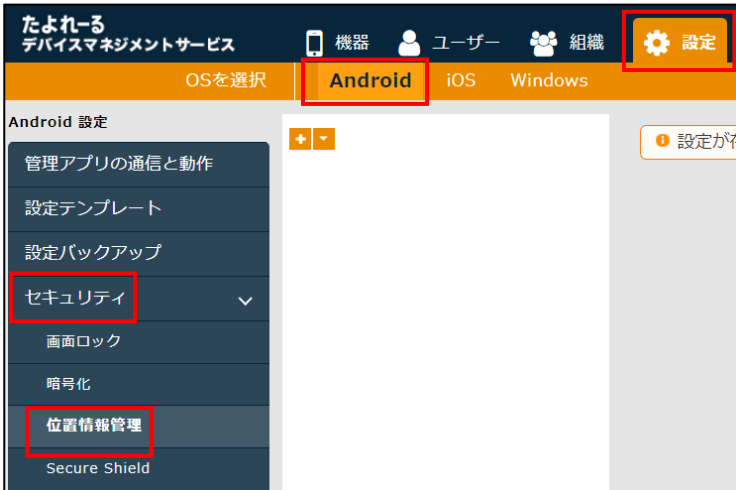 たよれーる
デバイスマネジメントサービス
機器 ユーザー 組織 設定
OSを選択 Android iOS Windows
Android 設定
管理アプリの通信と動作
設定テンプレート
設定バックアップ
セキュリティ
画面ロック
暗号化
位置情報管理
Secure Shield
設定が